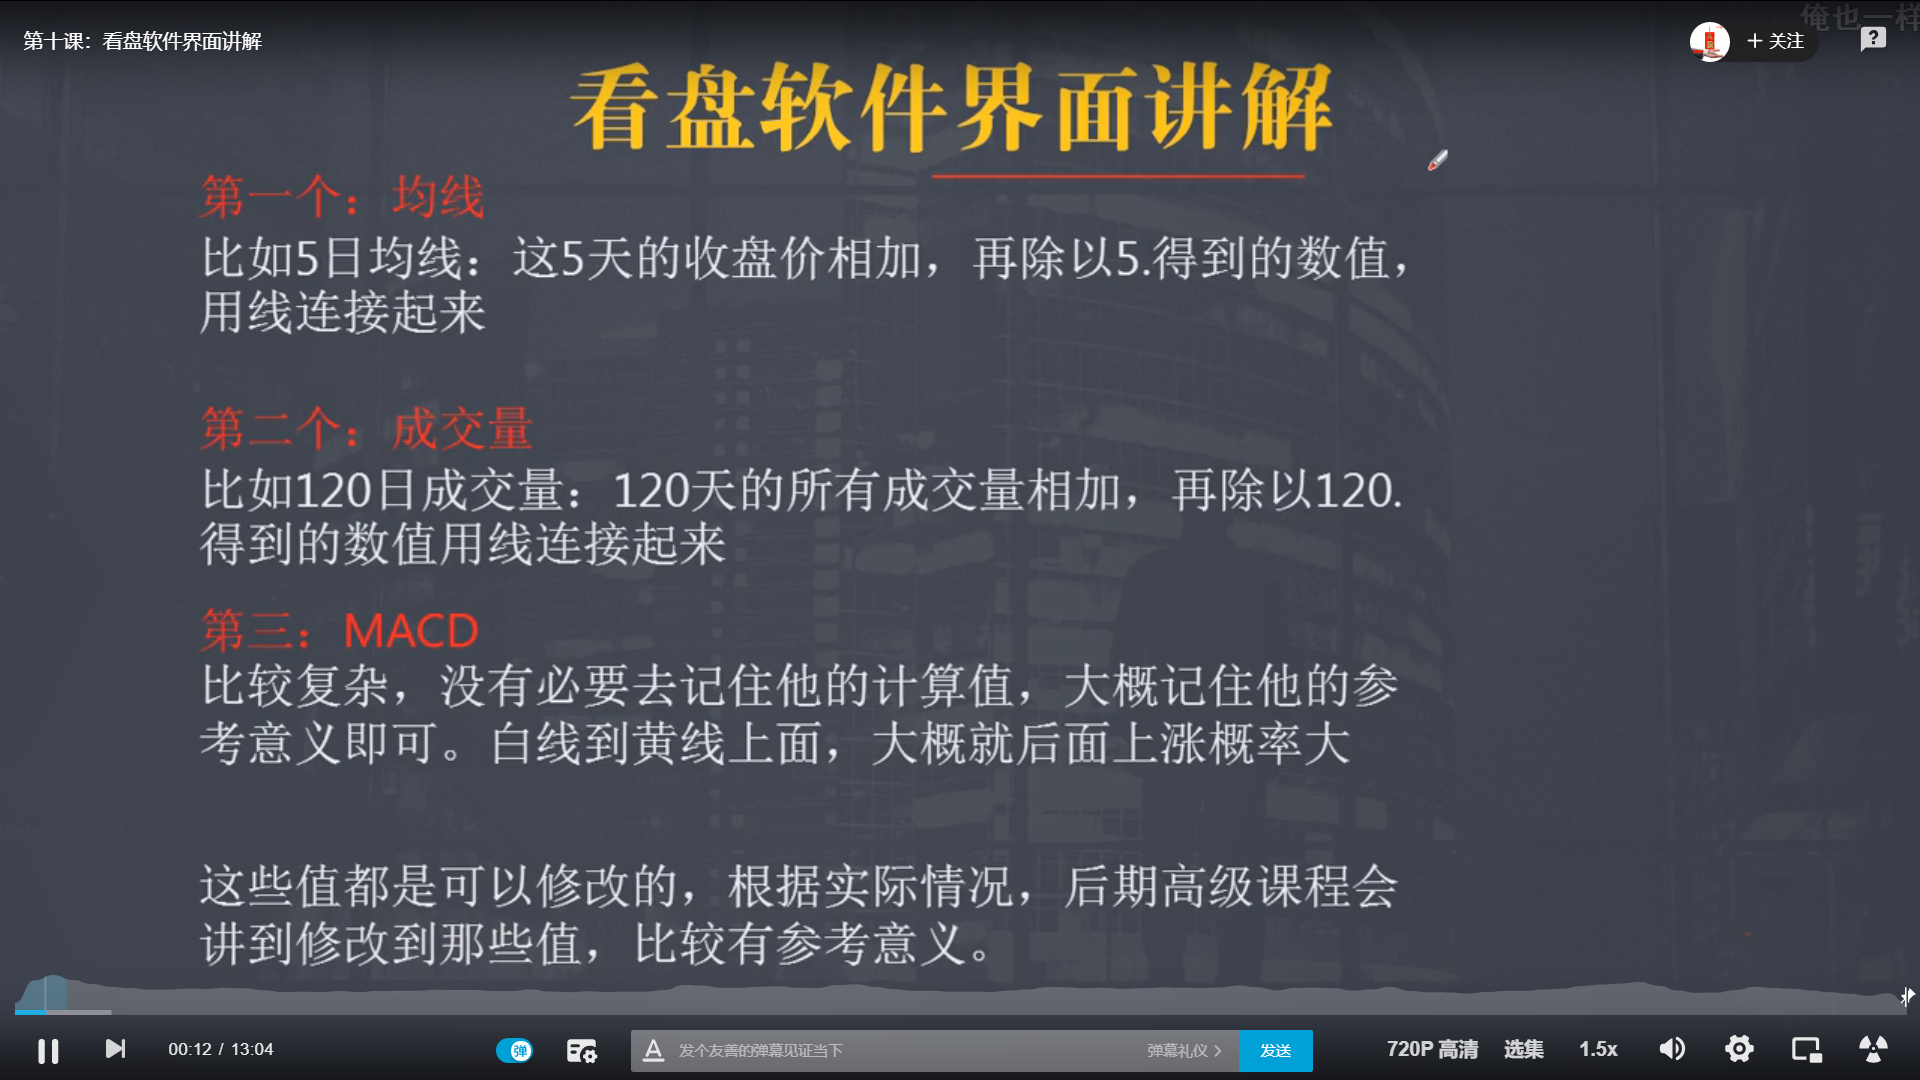 俺也一样
第十课：看盘软件界面讲解
+ 关注
看盘软件界面讲解
第一个：均线
比如5日均线：这5天的收盘价相加，再除以5.得到的数值，
用线连接起来
第二个：成交量
比如120日成交量：120天的所有成交量相加，再除以120.
得到的数值用线连接起来
第三：MACD
比较复杂，没有必要去记住他的计算值，大概记住他的参
考意义即可。白线到黄线上面，大概就后面上涨概率大
这些值都是可以修改的，根据实际情况，后期高级课程会
讲到修改到那些值，比较有参考意义。
00:12 / 13:04
弹
A
发个友善的弹幕见证当下
弹幕礼仪 >
发送
720P 高清
选集
1.5x